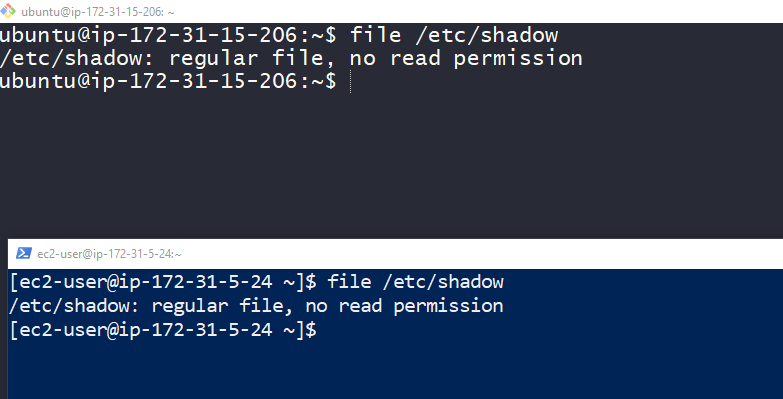 ubuntu@ip-172-31-15-206: ~
ubuntu@ip-172-31-15-206:~$ file /etc/shadow
/etc/shadow: regular file, no read permission
ubuntu@ip-172-31-15-206:~$
ec2-user@ip-172-31-5-24:~
[ec2-user@ip-172-31-5-24 ~]$ file /etc/shadow
/etc/shadow: regular file, no read permission
[ec2-user@ip-172-31-5-24 ~]$